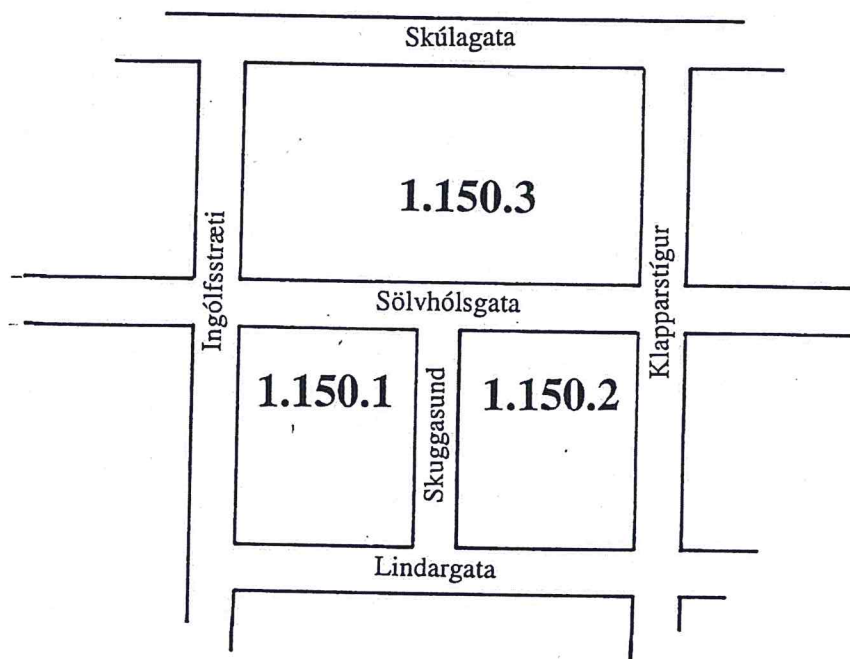 Skúlagata
1.150.3
Ingólfsstræti
Sölvhólsgata
Klapparstígur
1.150.1
Skuggasund
1.150.2
Lindargata